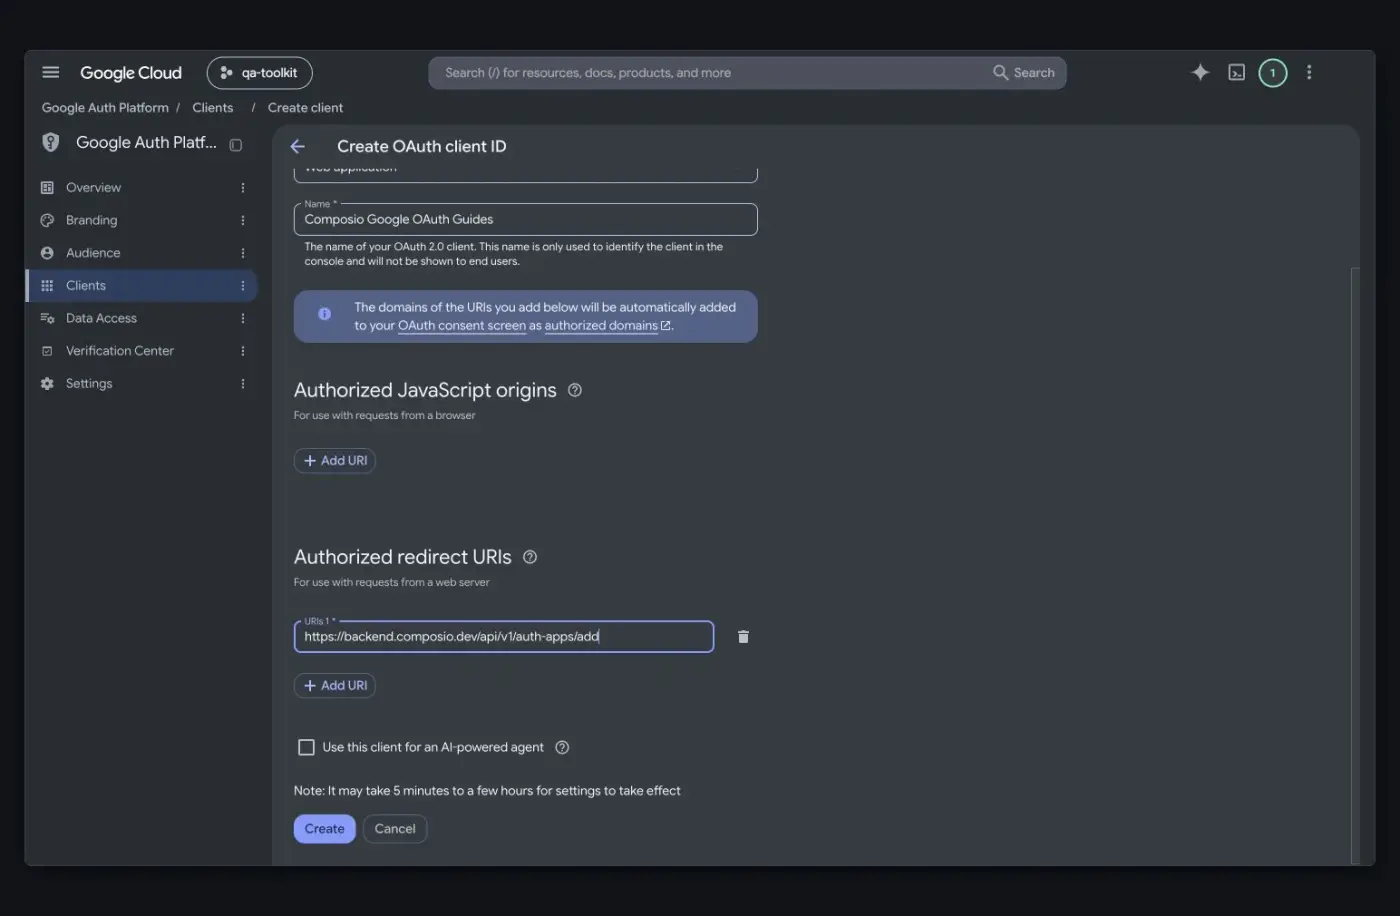 Google Cloud
qa-toolkit
Search (/) for resources, docs, products, and more
Search
1
Google Auth Platform / Clients / Create client
Google Auth Platf...
Overview
Branding
Audience
Clients
Data Access
Verification Center
Settings
Create OAuth client ID
Web application
Name *
Composio Google OAuth Guides
The name of your OAuth 2.0 client. This name is only used to identify the client in the
console and will not be shown to end users.
The domains of the URIs you add below will be automatically added
to your OAuth consent screen as authorized domains.
Authorized JavaScript origins
For use with requests from a browser
+ Add URI
Authorized redirect URIs
For use with requests from a web server
URIs 1 *
https://backend.composio.dev/api/v1/auth-apps/add
+ Add URI
Use this client for an AI-powered agent
Note: It may take 5 minutes to a few hours for settings to take effect
Create
Cancel